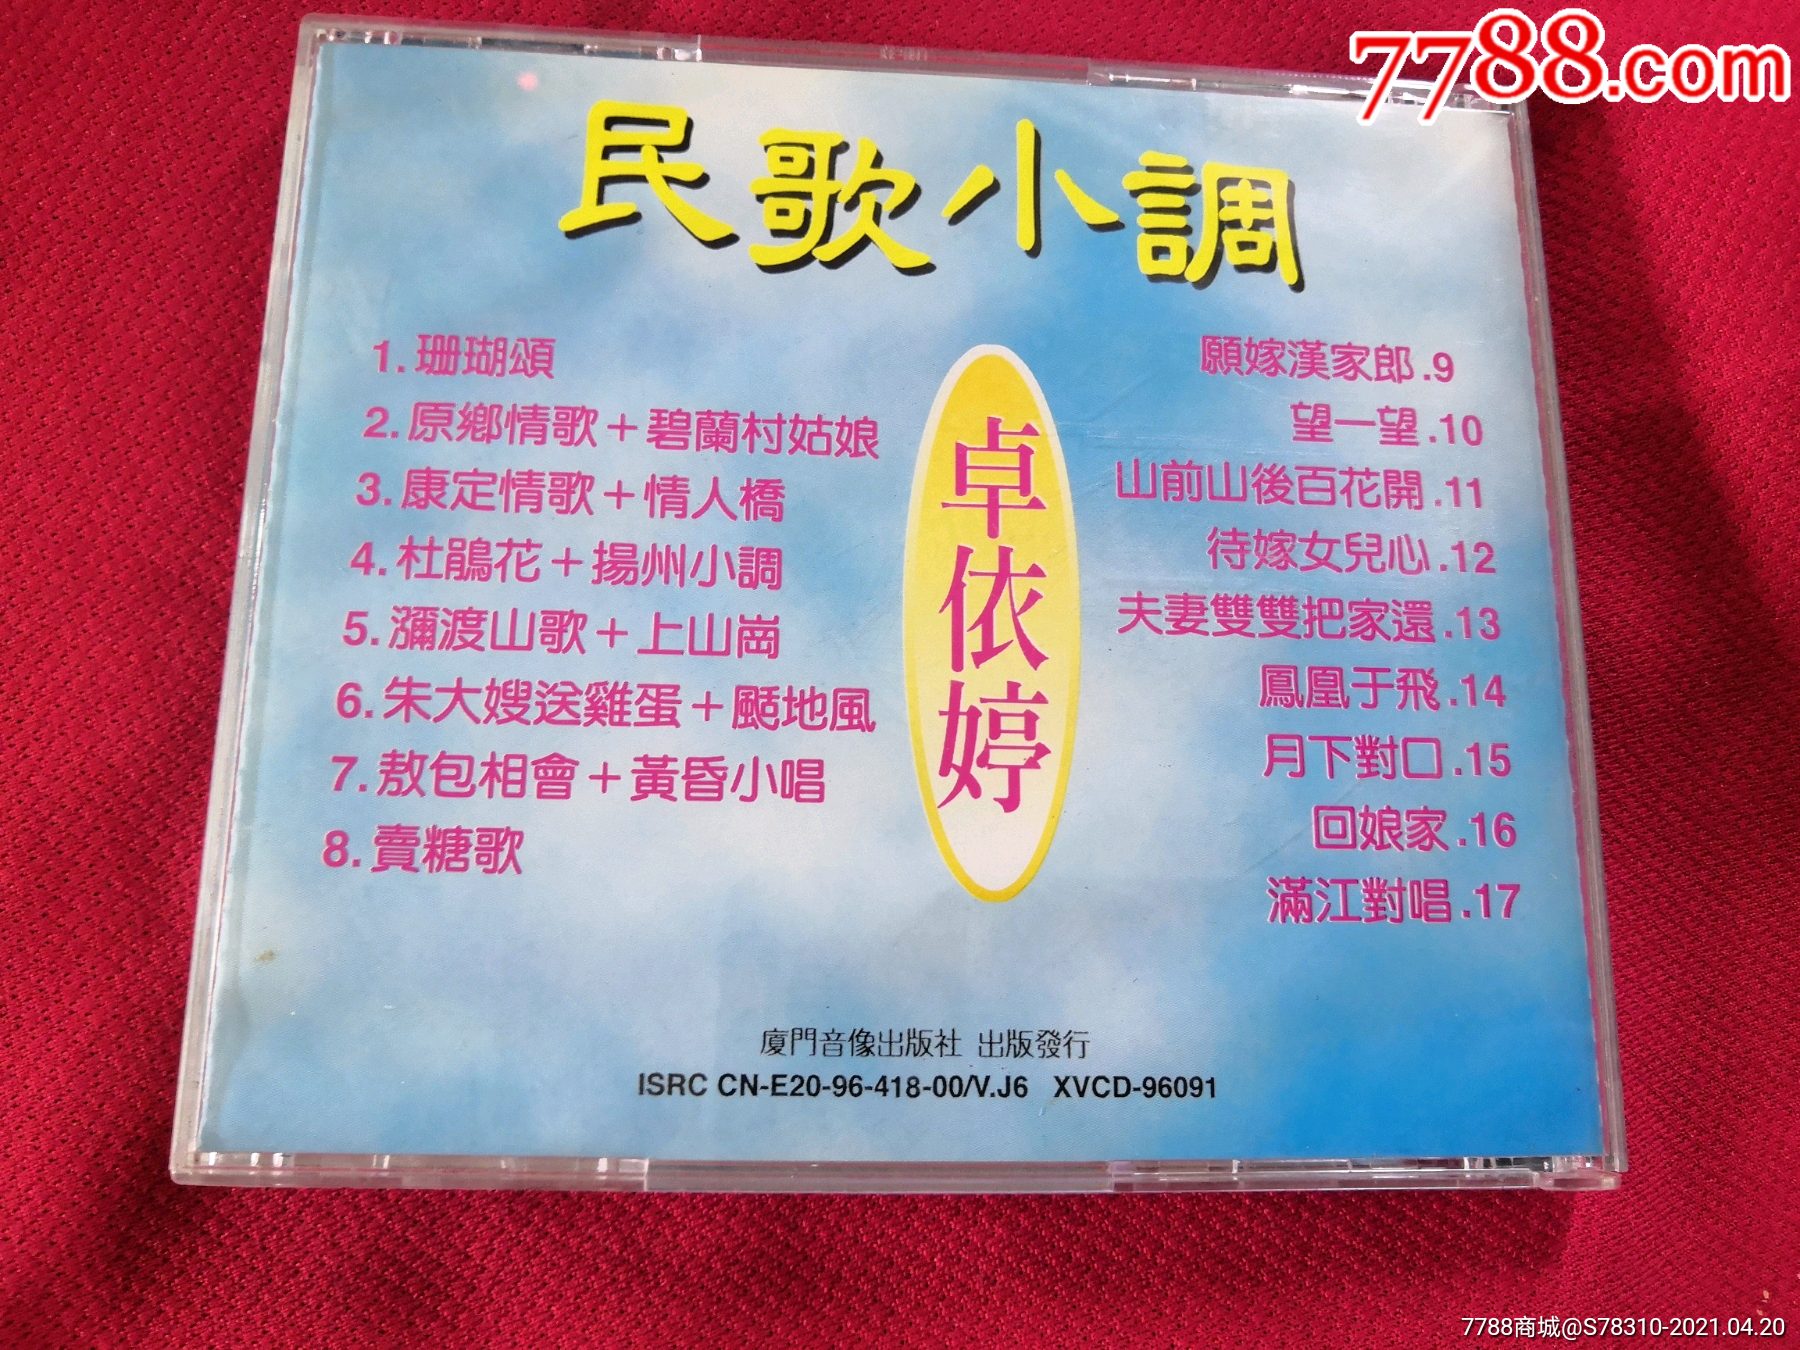 7788.com
民歌小調
1.珊瑚頌
2.原鄉情歌+碧蘭村姑娘
3.康定情歌+情人橋
4.杜鵑花+揚州小調
5.瀰渡山歌+上山崗
6.朱大嫂送雞蛋+颳地風
7.敖包相會+黃昏小唱
8.賣糖歌
卓依婷
願嫁漢家郎.9
望一望.10
山前山後百花開.11
待嫁女兒心.12
夫妻雙雙把家還.13
鳳凰于飛.14
月下對口.15
回娘家.16
滿江對唱.17
廈門音像出版社 出版發行
ISRC CN-E20-96-418-00/V.J6 XVCD-96091
7788商城@S78310-2021.04.20